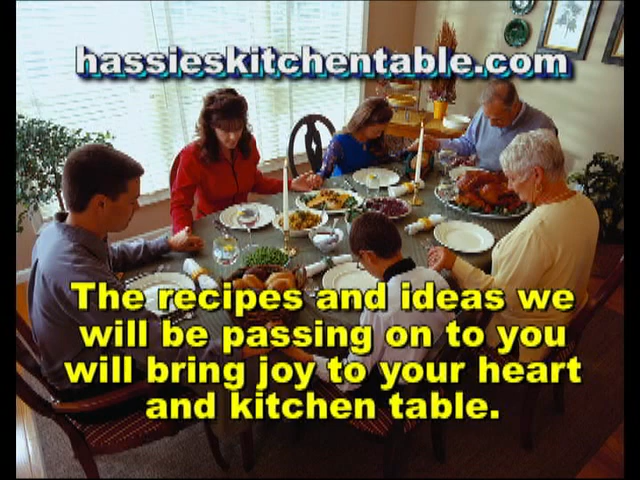 hassieskitchentable.com
The recipes and ideas we
will be passing on to you
will bring joy to your heart
and kitchen table.